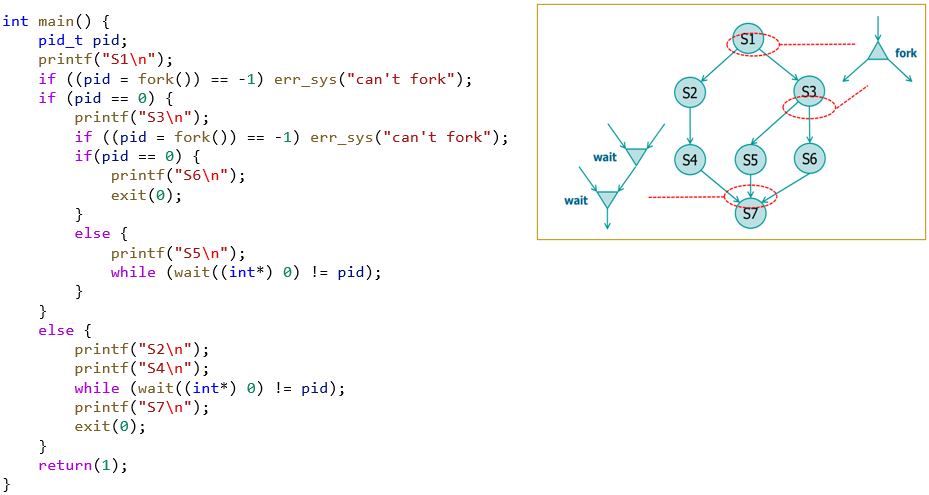 int main() {
    pid_t pid;
    printf("S1\n");
    if ((pid = fork()) == -1) err_sys("can't fork");
    if (pid == 0) {
        printf("S3\n");
        if ((pid = fork()) == -1) err_sys("can't fork");
        if(pid == 0) {
            printf("S6\n");
            exit(0);
        }
        else {
            printf("S5\n");
            while (wait((int*) 0) != pid);
        }
    }
    else {
        printf("S2\n");
        printf("S4\n");
        while (wait((int*) 0) != pid);
        printf("S7\n");
        exit(0);
    }
    return(1);
}
S1
fork
S2
S3
wait
S4
S5
S6
wait
S7